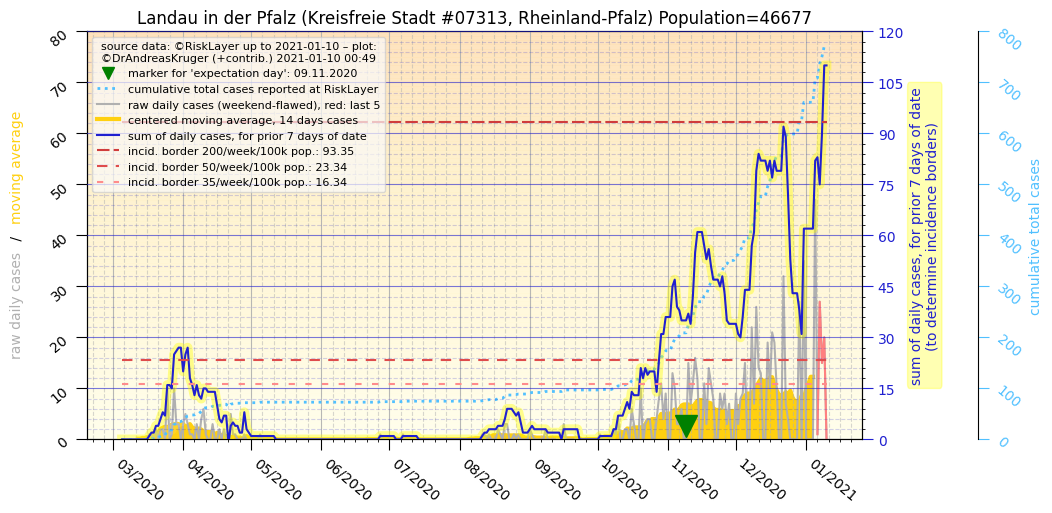 Landau in der Pfalz (Kreisfreie Stadt #07313, Rheinland-Pfalz) Population=46677
source data: ©RiskLayer up to 2021-01-10 – plot:
©DrAndreasKruger (+contrib.) 2021-01-10 00:49
marker for 'expectation day': 09.11.2020
cumulative total cases reported at RiskLayer
raw daily cases (weekend-flawed), red: last 5
centered moving average, 14 days cases
sum of daily cases, for prior 7 days of date
incid. border 200/week/100k pop.: 93.35
incid. border 50/week/100k pop.: 23.34
incid. border 35/week/100k pop.: 16.34
raw daily cases / moving average
80
70
60
50
40
30
20
10
0
03/2020
04/2020
05/2020
06/2020
07/2020
08/2020
09/2020
10/2020
11/2020
12/2020
01/2021
120
105
90
75
60
45
30
15
0
sum of daily cases, for prior 7 days of date
(to determine incidence borders)
800
700
600
500
400
300
200
100
0
cumulative total cases